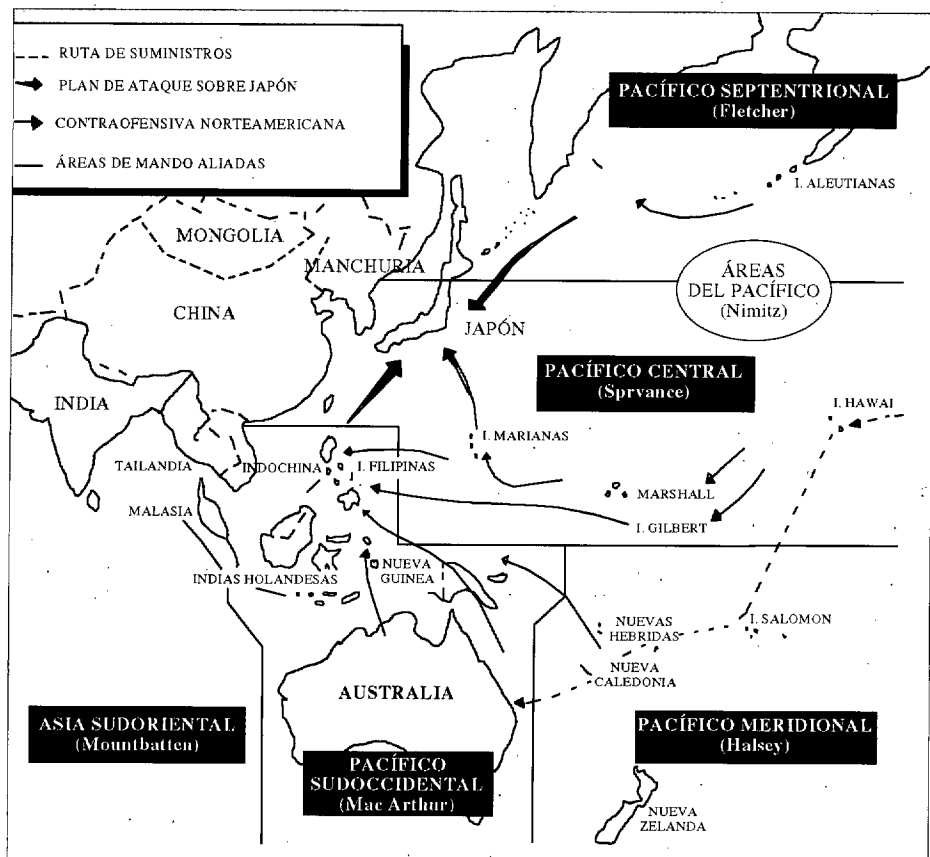 RUTA DE SUMINISTROS
PLAN DE ATAQUE SOBRE JAPÓN
CONTRAOFENSIVA NORTEAMERICANA
ÁREAS DE MANDO ALIADAS
PACÍFICO SEPTENTRIONAL
(Fletcher)
I. ALEUTIANAS
MONGOLIA
MANCHURIA
ÁREAS
DEL PACÍFICO
(Nimitz)
CHINA
JAPÓN
PACÍFICO CENTRAL
(Sprvance)
INDIA
I. HAWAI
I. MARIANAS
TAILANDIA
INDOCHINA
I. FILIPINAS
MARSHALL
MALASIA
I. GILBERT
INDIAS HOLANDESAS
NUEVA
GUINEA
NUEVAS
HEBRIDAS
I. SALOMON
NUEVA
CALEDONIA
AUSTRALIA
ASIA SUDORIENTAL
(Mountbatten)
PACÍFICO MERIDIONAL
(Halsey)
PACÍFICO
SUDOCCIDENTAL
(Mac Arthur)
NUEVA
ZELANDA